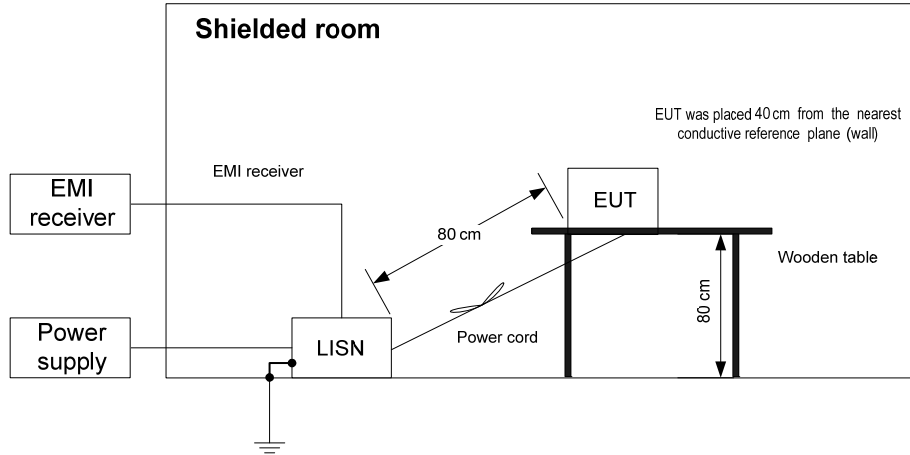 Shielded room
EUT was placed 40 cm from the nearest
conductive reference plane (wall)
EMI receiver
EMI
receiver
EUT
80 cm
Wooden table
80 cm
Power cord
Power
supply
LISN